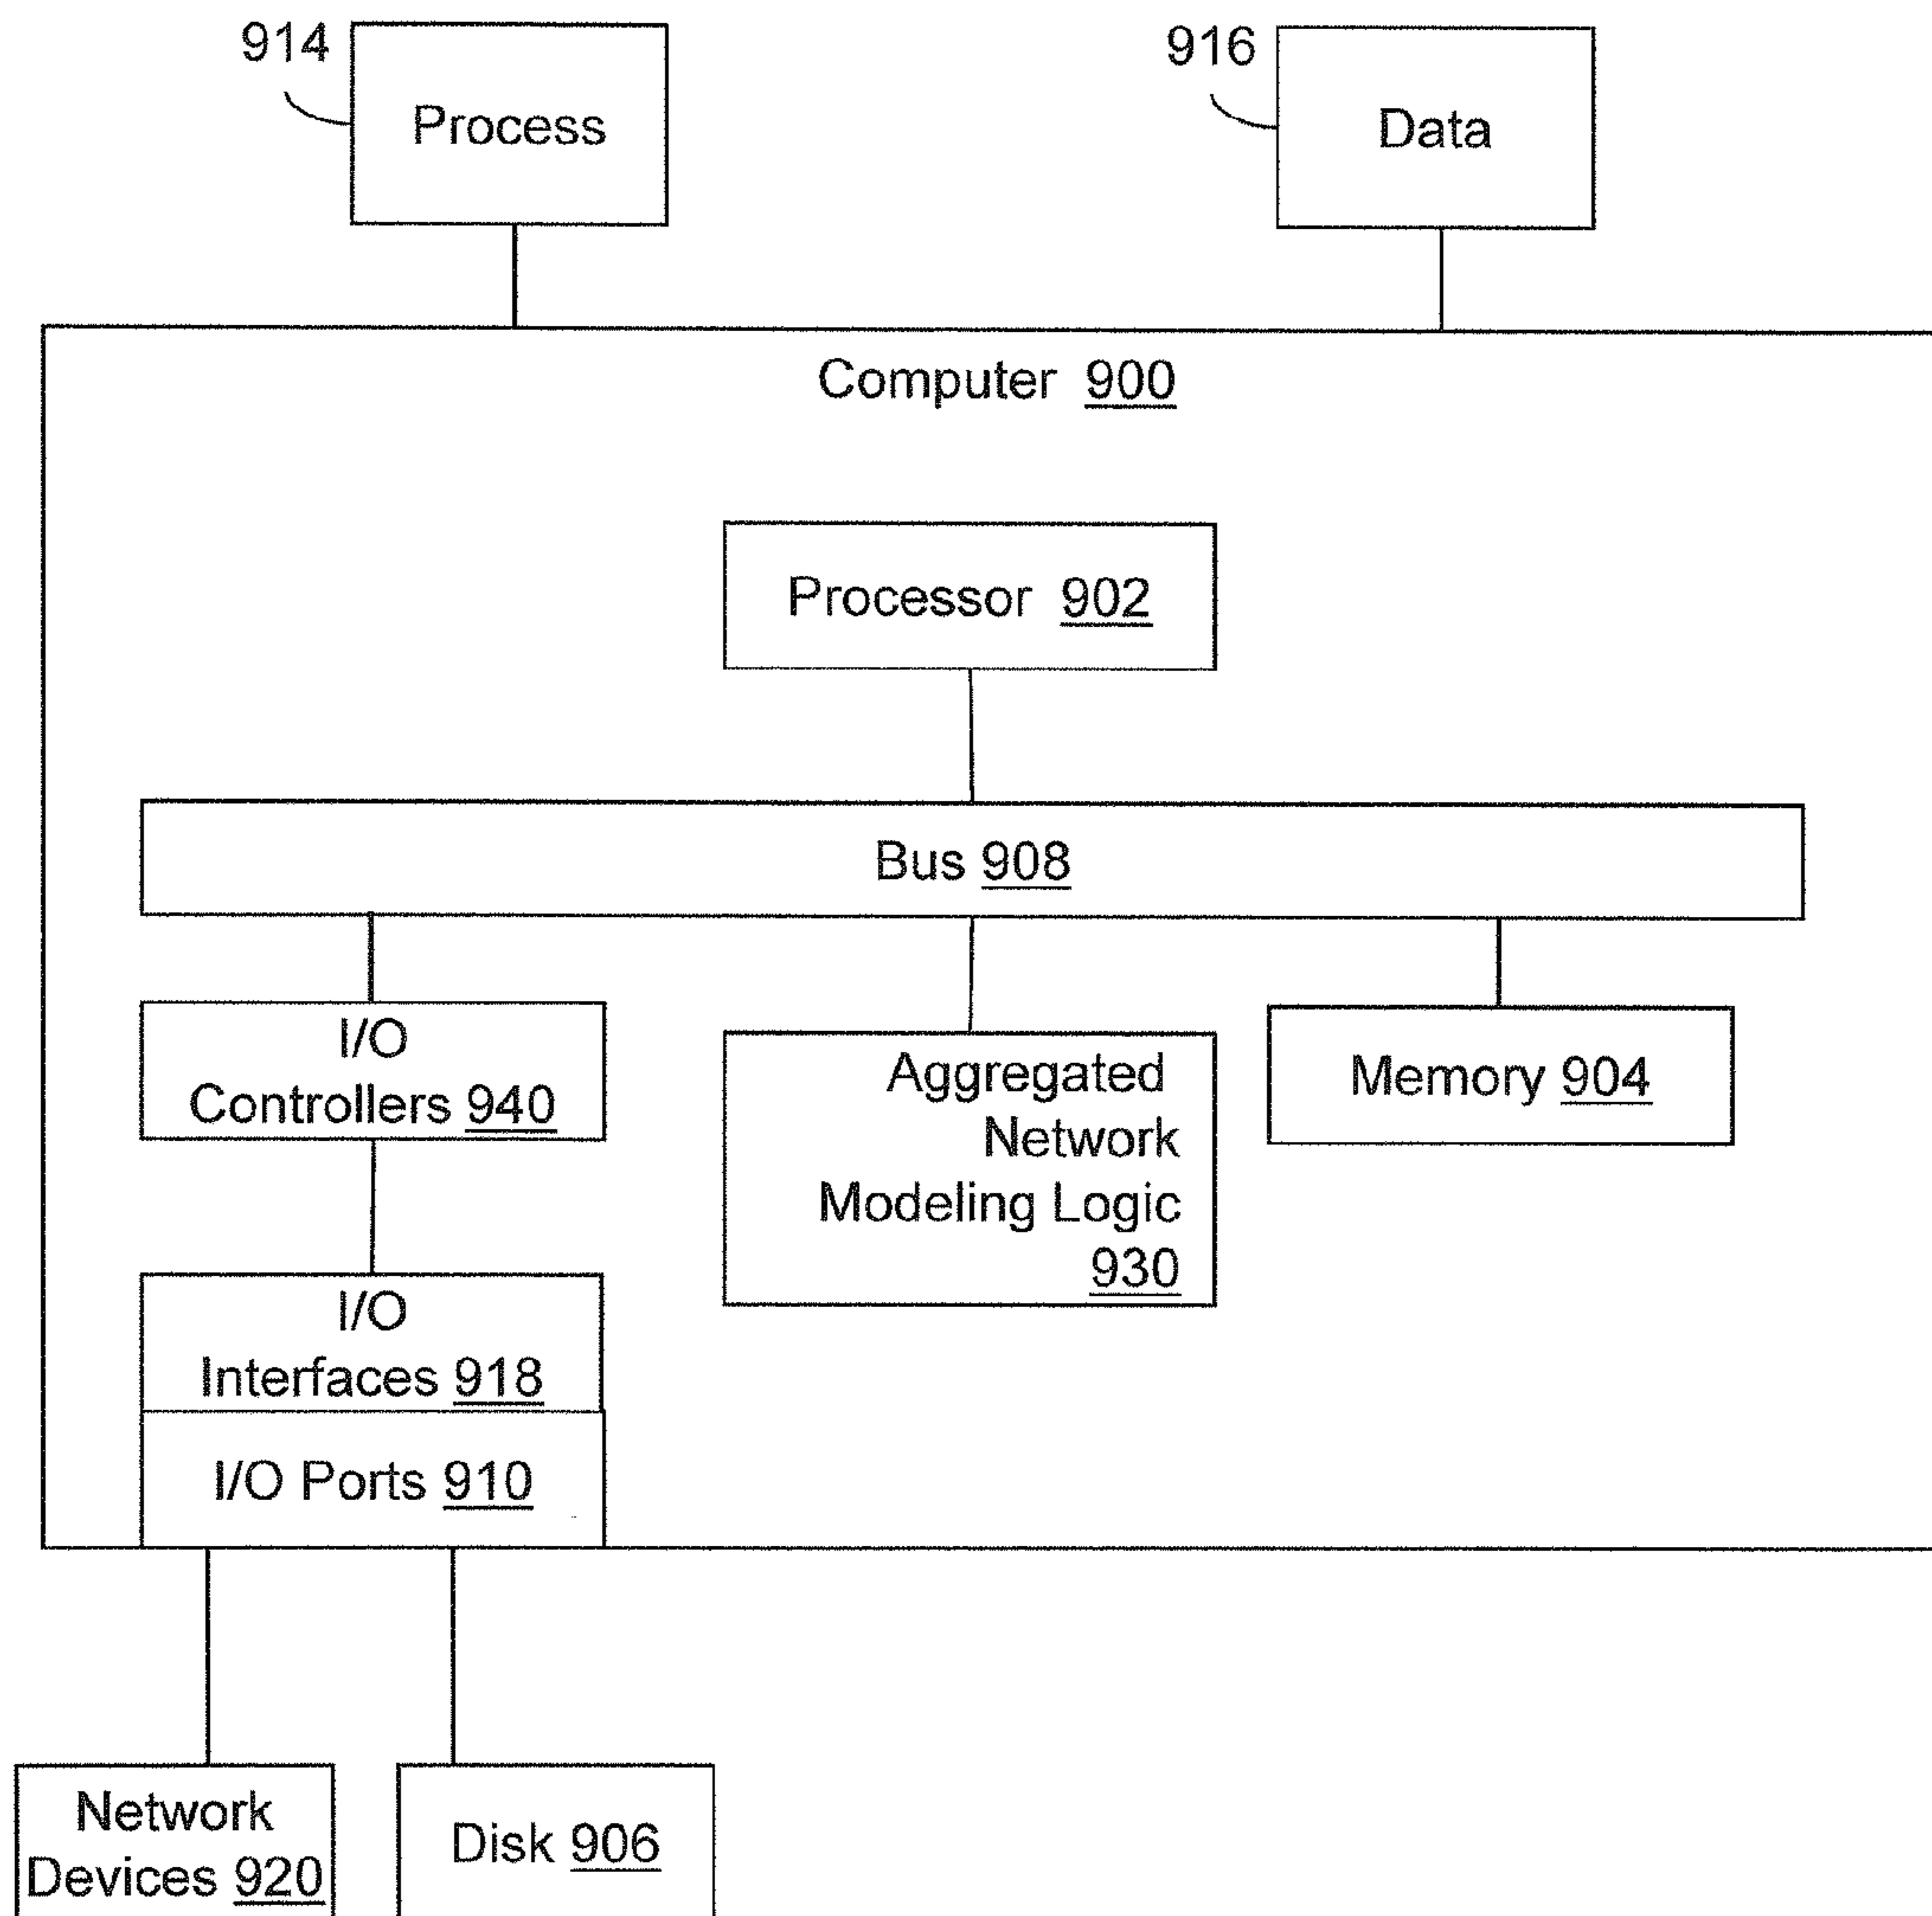 914
Process
916
Data
Computer 900
Processor 902
Bus 908
I/O
Controllers 940
Aggregated
Network
Modeling Logic
930
Memory 904
I/O
Interfaces 918
I/O Ports 910
Network
Devices 920
Disk 906